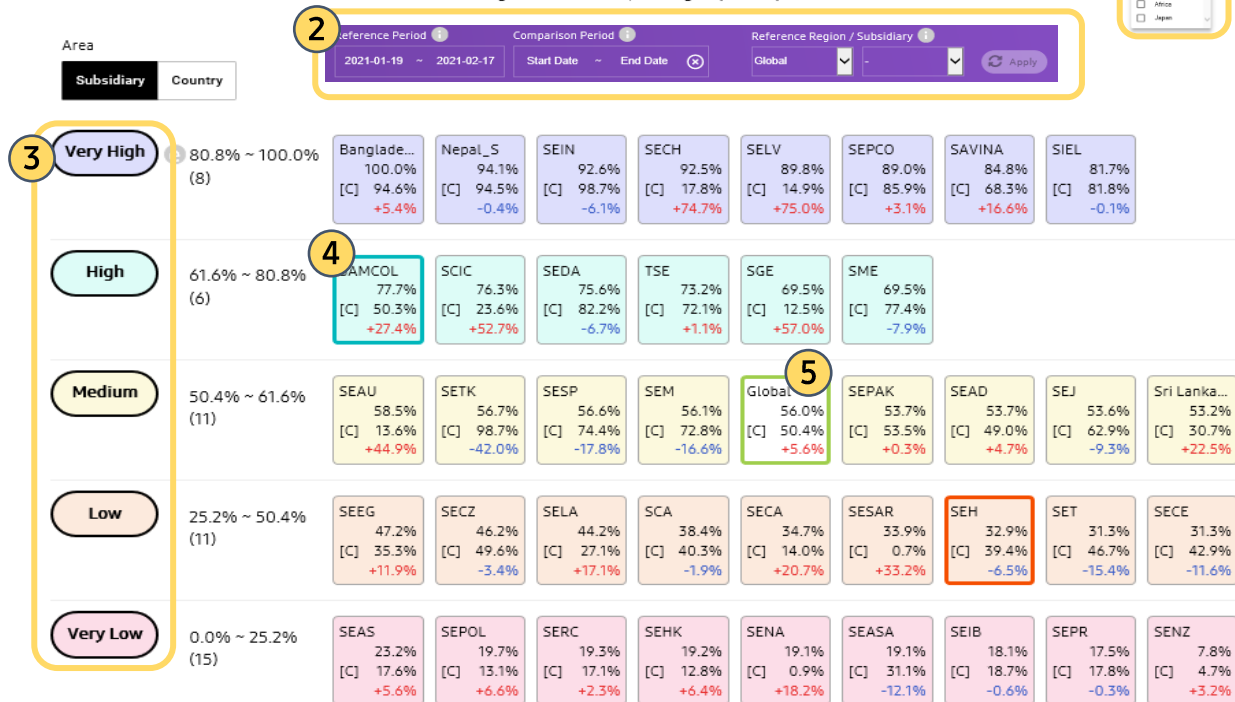 Africa
Japan
2
Reference Period Comparison Period Reference Region / Subsidiary
2021-01-19 ~ 2021-02-17 Start Date ~ End Date Global - Apply
Area
Subsidiary Country
3
Very High 80.8% ~ 100.0%
(8)
Banglade... Nepal_S SEIN SECH SELV SEPCO SAVINA SIEL
100.0% 94.1% 92.6% 92.5% 89.8% 89.0% 84.8% 81.7%
[C] 94.6% [C] 94.5% [C] 98.7% [C] 17.8% [C] 14.9% [C] 85.9% [C] 68.3% [C] 81.8%
+5.4% -0.4% -6.1% +74.7% +75.0% +3.1% +16.6% -0.1%
High 61.6% ~ 80.8%
(6)
4
SAMCOL SCIC SEDA TSE SGE SME
77.7% 76.3% 75.6% 73.2% 69.5% 69.5%
[C] 50.3% [C] 23.6% [C] 82.2% [C] 72.1% [C] 12.5% [C] 77.4%
+27.4% +52.7% -6.7% +1.1% +57.0% -7.9%
Medium 50.4% ~ 61.6%
(11)
5
SEAU SETK SESP SEM Global SEPAK SEAD SEJ Sri Lanka...
58.5% 56.7% 56.6% 56.1% 56.0% 53.7% 53.7% 53.6% 53.2%
[C] 13.6% [C] 98.7% [C] 74.4% [C] 72.8% [C] 50.4% [C] 53.5% [C] 49.0% [C] 62.9% [C] 30.7%
+44.9% -42.0% -17.8% -16.6% +5.6% +0.3% +4.7% -9.3% +22.5%
Low 25.2% ~ 50.4%
(11)
SEEG SECZ SELA SCA SECA SESAR SEH SET SECE
47.2% 46.2% 44.2% 38.4% 34.7% 33.9% 32.9% 31.3% 31.3%
[C] 35.3% [C] 49.6% [C] 27.1% [C] 40.3% [C] 14.0% [C] 0.7% [C] 39.4% [C] 46.7% [C] 42.9%
+11.9% -3.4% +17.1% -1.9% +20.7% +33.2% -6.5% -15.4% -11.6%
Very Low 0.0% ~ 25.2%
(15)
SEAS SEPOL SERC SEHK SENA SEASA SEIB SEPR SENZ
23.2% 19.7% 19.3% 19.2% 19.1% 19.1% 18.1% 17.5% 7.8%
[C] 17.6% [C] 13.1% [C] 17.1% [C] 12.8% [C] 0.9% [C] 31.1% [C] 18.7% [C] 17.8% [C] 4.7%
+5.6% +6.6% +2.3% +6.4% +18.2% -12.1% -0.6% -0.3% +3.2%